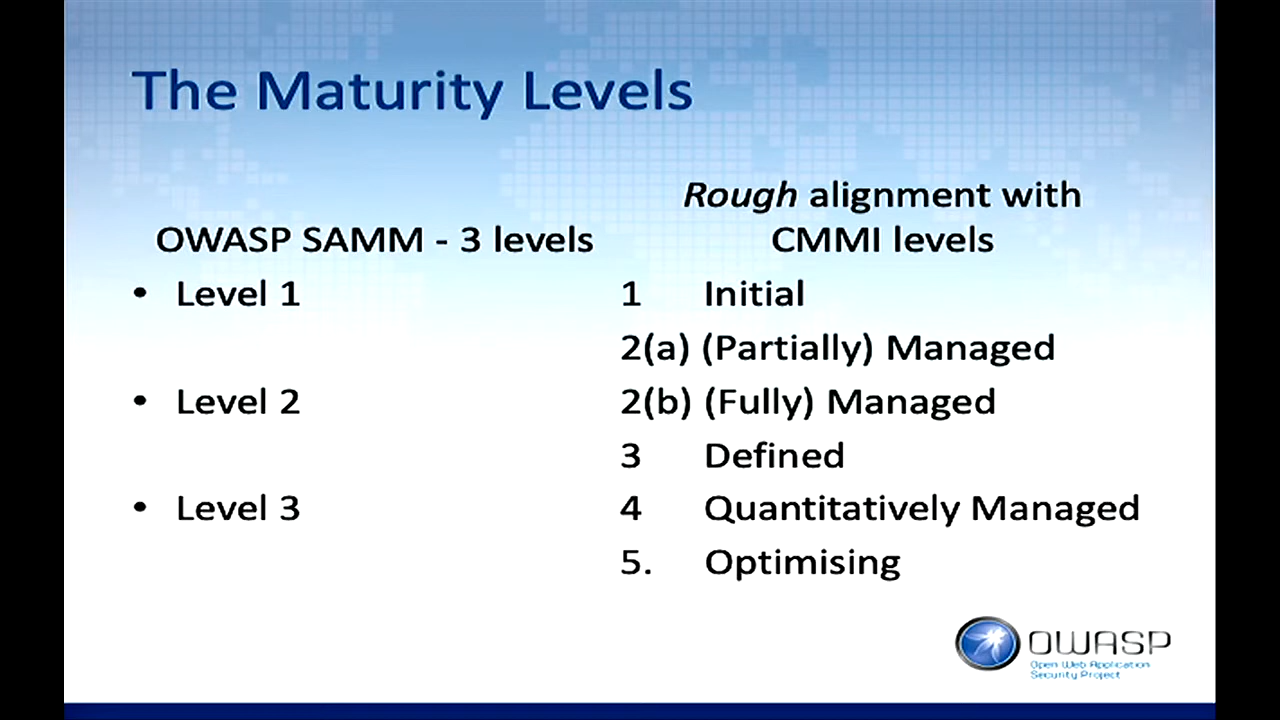 The Maturity Levels
Rough alignment with
OWASP SAMM - 3 levels
CMMI levels
• Level 1
1 Initial
2(a) (Partially) Managed
• Level 2
2(b) (Fully) Managed
3 Defined
• Level 3
4 Quantitatively Managed
5. Optimising
OWASP
Open Web Application
Security Project